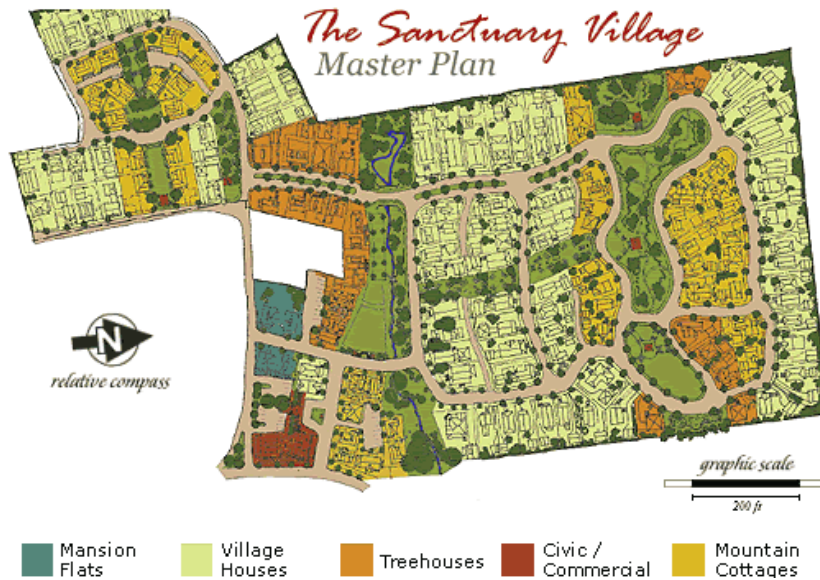 The Sanctuary Village
Master Plan
N
relative compass
graphic scale
200 ft
Mansion
Flats
Village
Houses
Treehouses
Civic /
Commercial
Mountain
Cottages